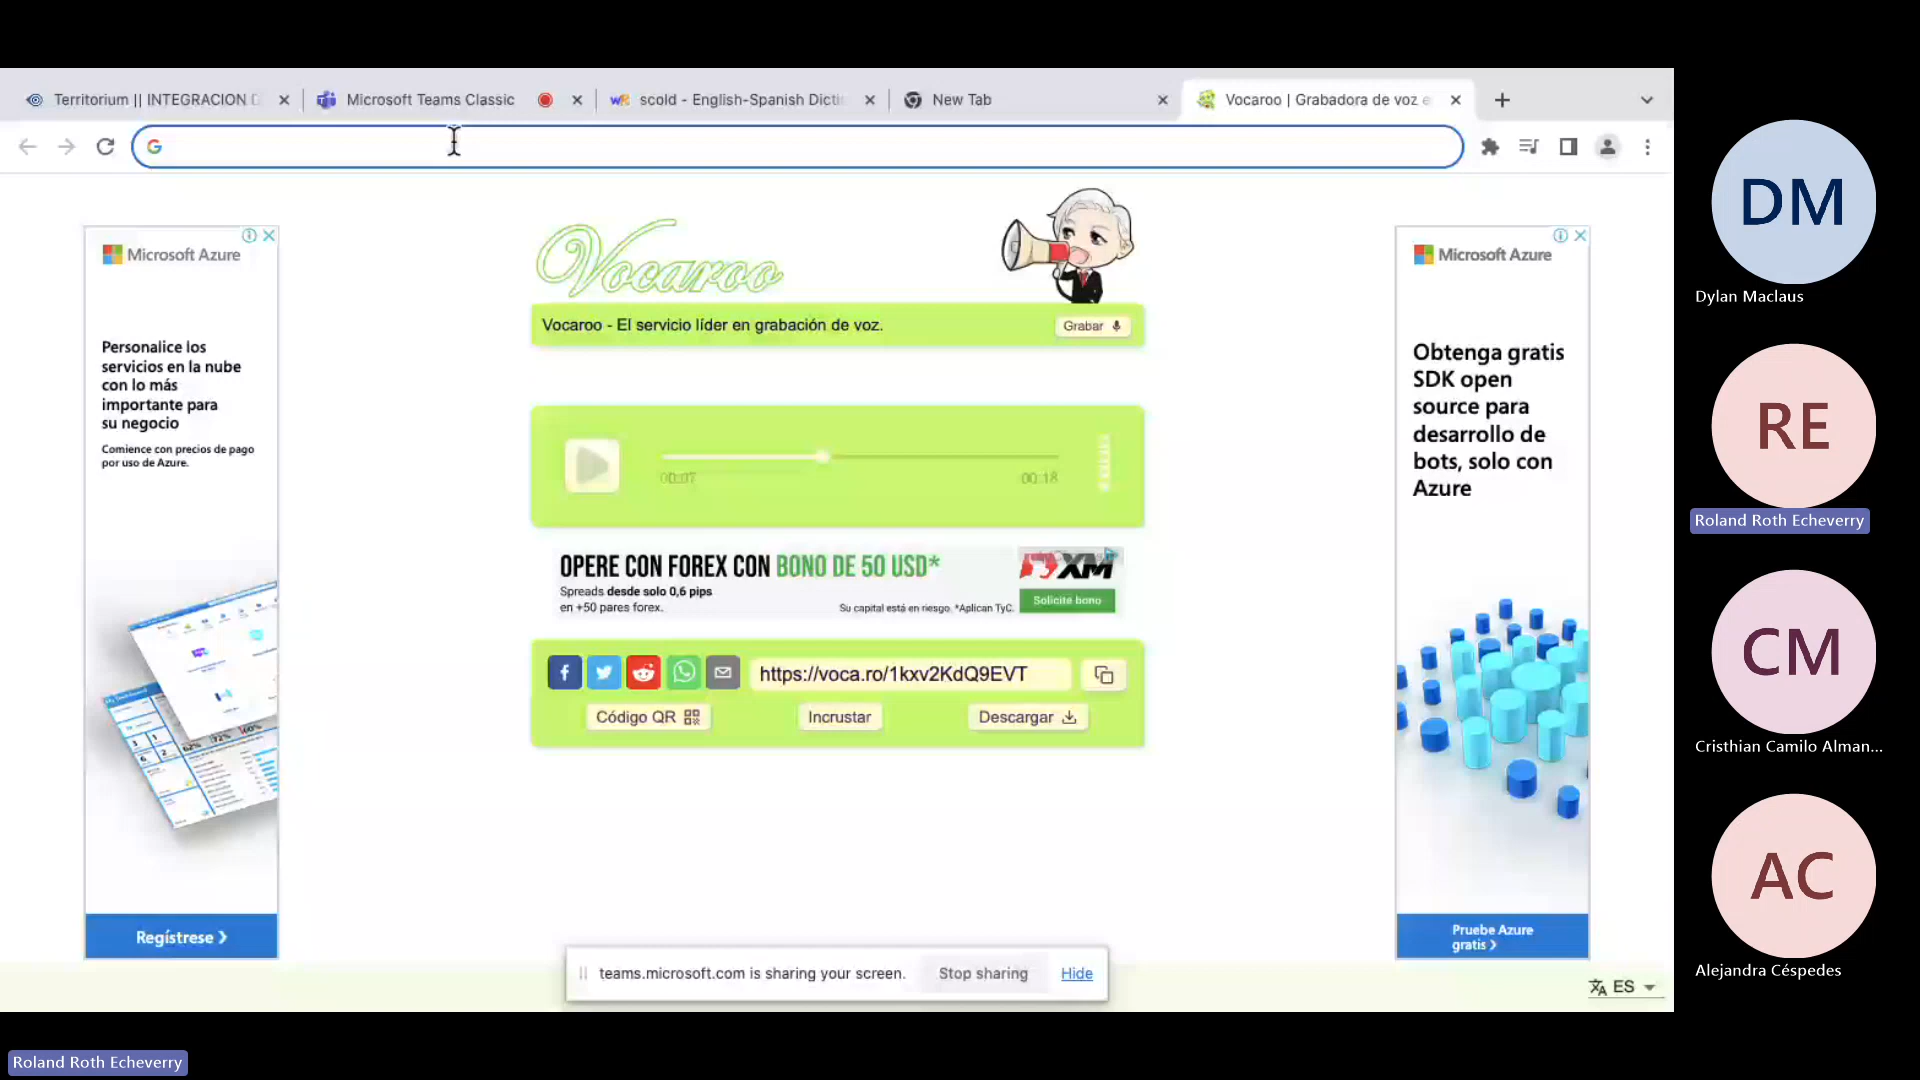 Territorium || INTEGRACION D
Microsoft Teams Classic
scold - English-Spanish Dictio
New Tab
Vocaroo | Grabadora de voz e
Vocaroo
Vocaroo - El servicio líder en grabación de voz.
Grabar
00:07
00:18
OPERE CON FOREX CON BONO DE 50 USD*
Spreads desde solo 0,6 pips
en +50 pares forex.
Su capital está en riesgo. *Aplican TyC.
XM
Solicite bono
https://voca.ro/1kxv2KdQ9EVT
Código QR
Incrustar
Descargar
Microsoft Azure
Personalice los
servicios en la nube
con lo más
importante para
su negocio
Comience con precios de pago
por uso de Azure.
Regístrese
Microsoft Azure
Obtenga gratis
SDK open
source para
desarrollo de
bots, solo con
Azure
Pruebe Azure
gratis
teams.microsoft.com is sharing your screen.
Stop sharing
Hide
ES
DM
Dylan Maclaus
RE
Roland Roth Echeverry
CM
Cristhian Camilo Alman...
AC
Alejandra Céspedes
Roland Roth Echeverry